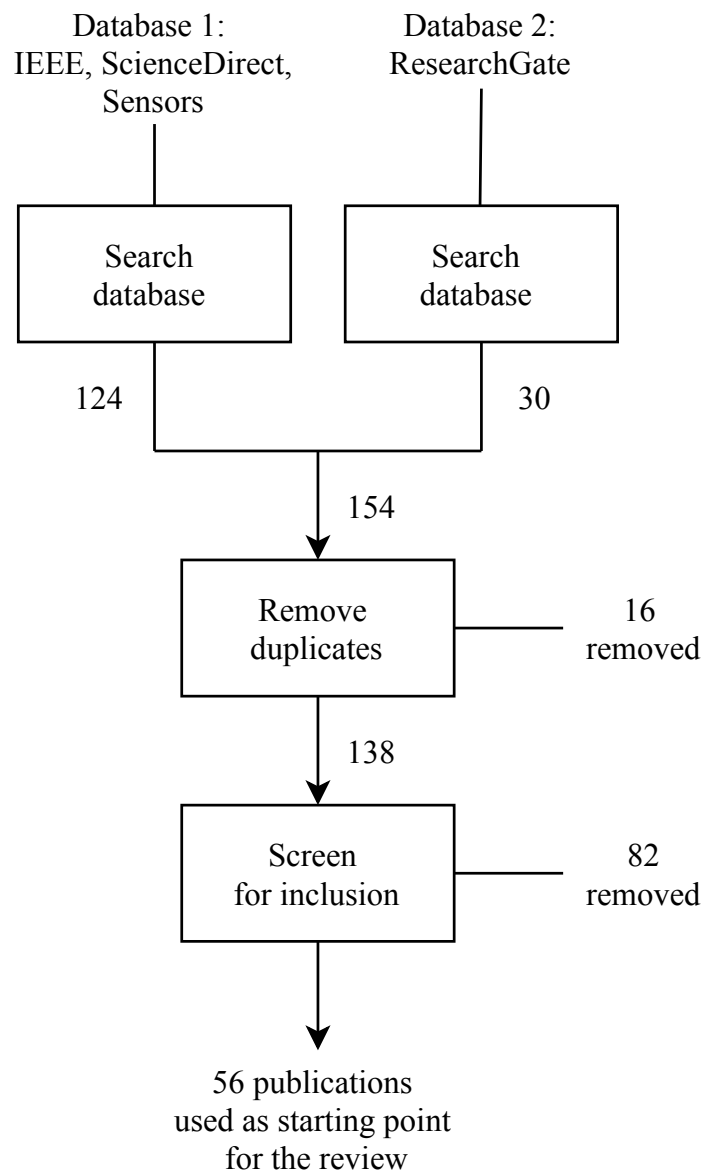 Database 1:
IEEE, ScienceDirect,
Sensors
Database 2:
ResearchGate
Search
database
Search
database
124
30
154
Remove
duplicates
16
removed
138
Screen
for inclusion
82
removed
56 publications
used as starting point
for the review